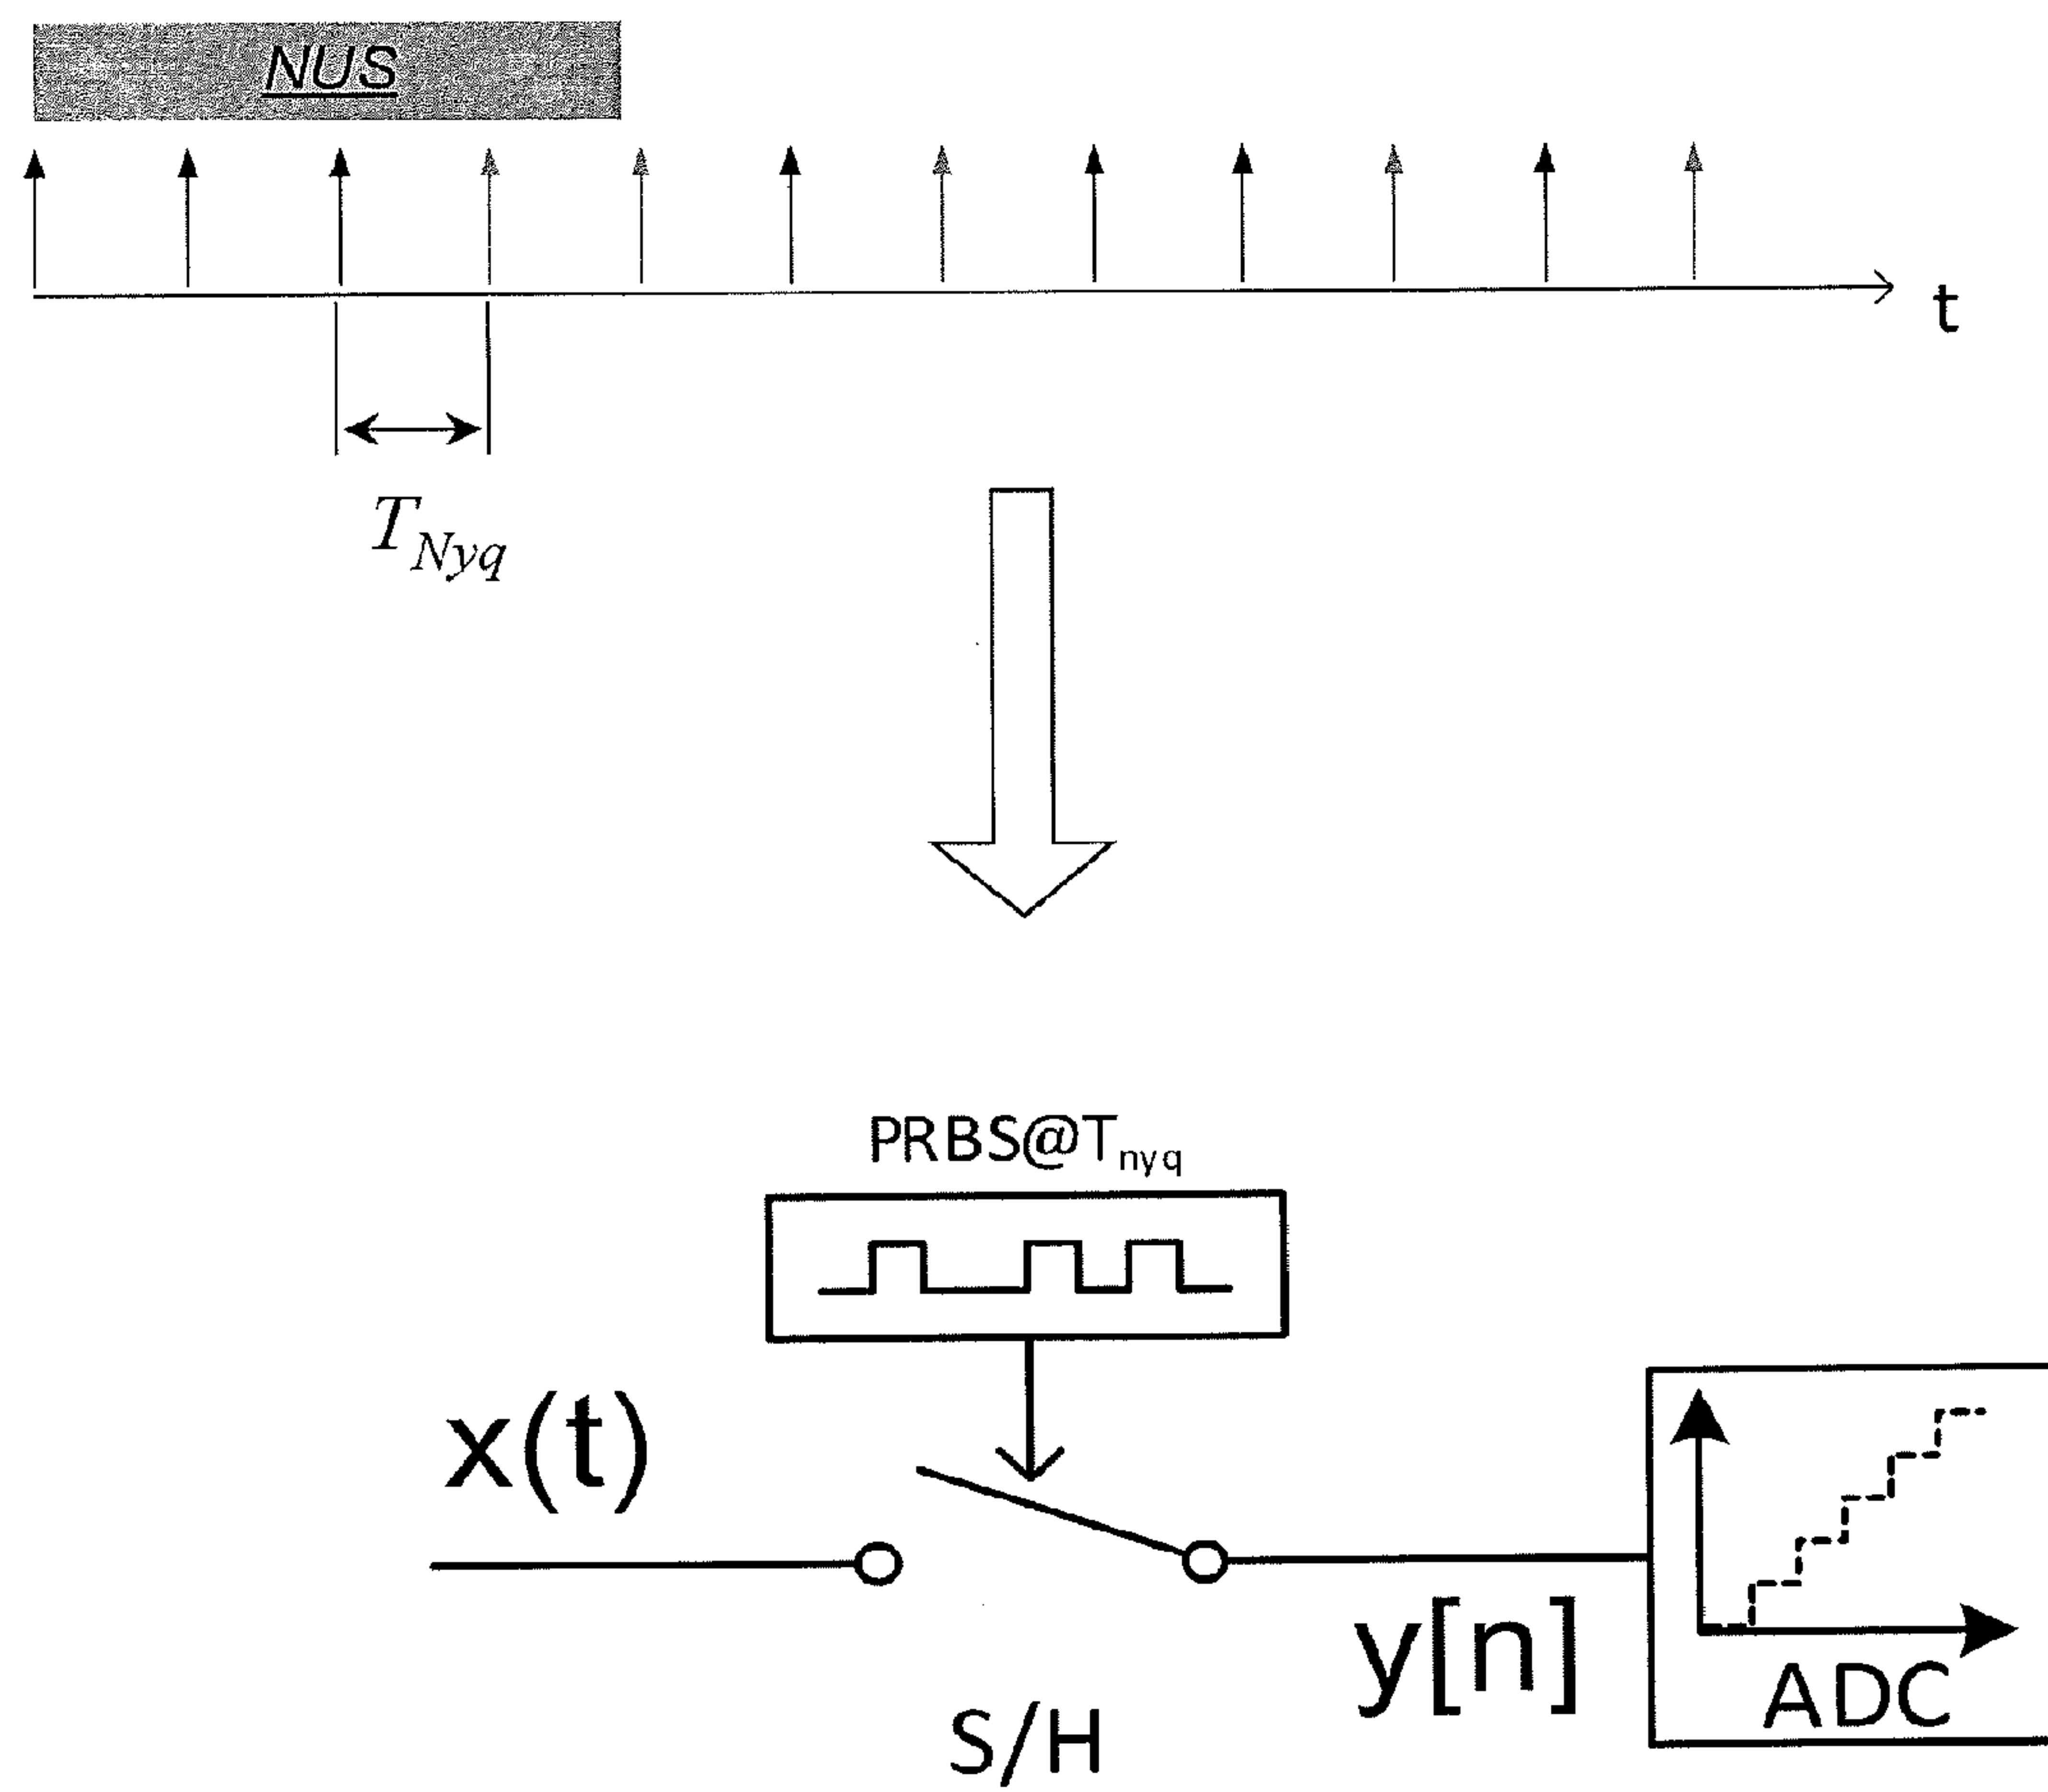 NUS
t
T_Nyq
PRBS@T_nyq
x(t)
y[n]
S/H
ADC